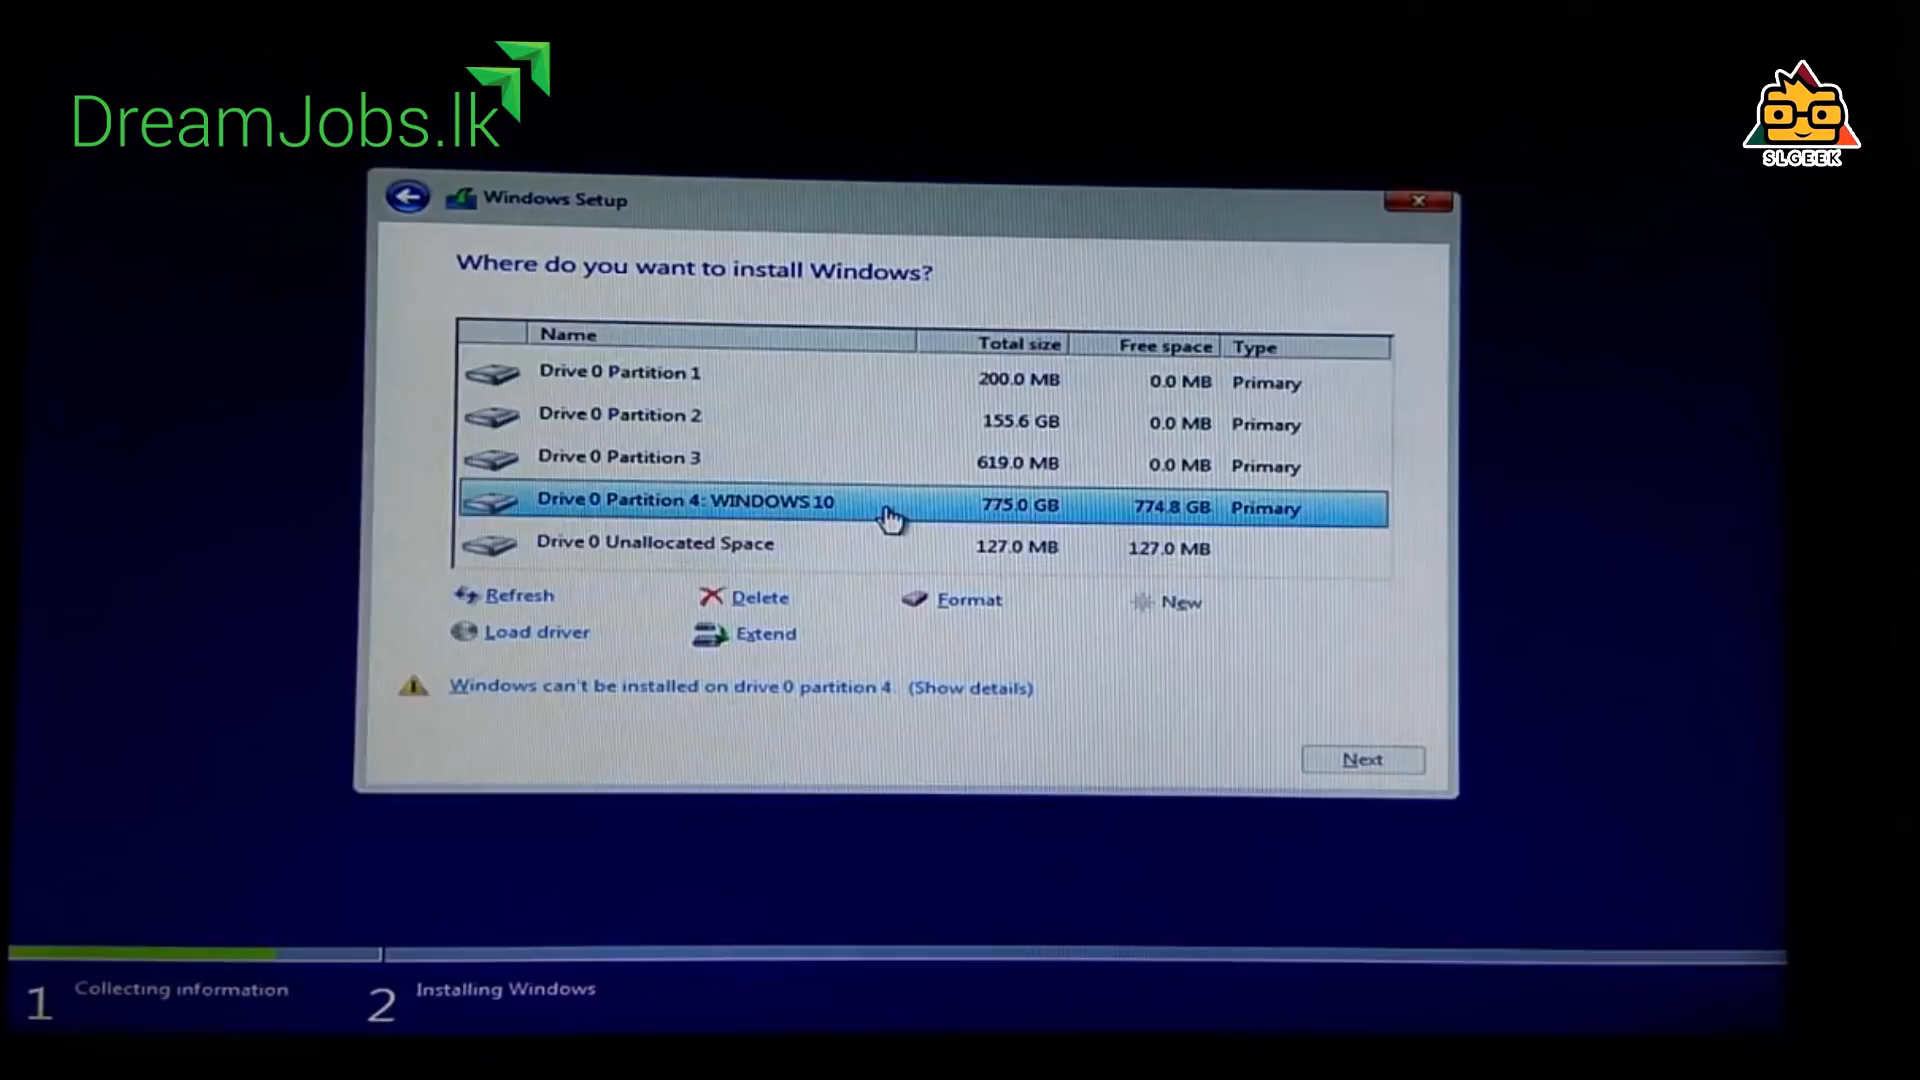 DreamJobs.lk
SLGEEK
Windows Setup
Where do you want to install Windows?
Name Total size Free space Type
Drive 0 Partition 1 200.0 MB 0.0 MB Primary
Drive 0 Partition 2 155.6 GB 0.0 MB Primary
Drive 0 Partition 3 619.0 MB 0.0 MB Primary
Drive 0 Partition 4: WINDOWS 10 775.0 GB 774.8 GB Primary
Drive 0 Unallocated Space 127.0 MB 127.0 MB
Refresh Delete Format New
Load driver Extend
Windows can't be installed on drive 0 partition 4. (Show details)
Next
1 Collecting information 2 Installing Windows